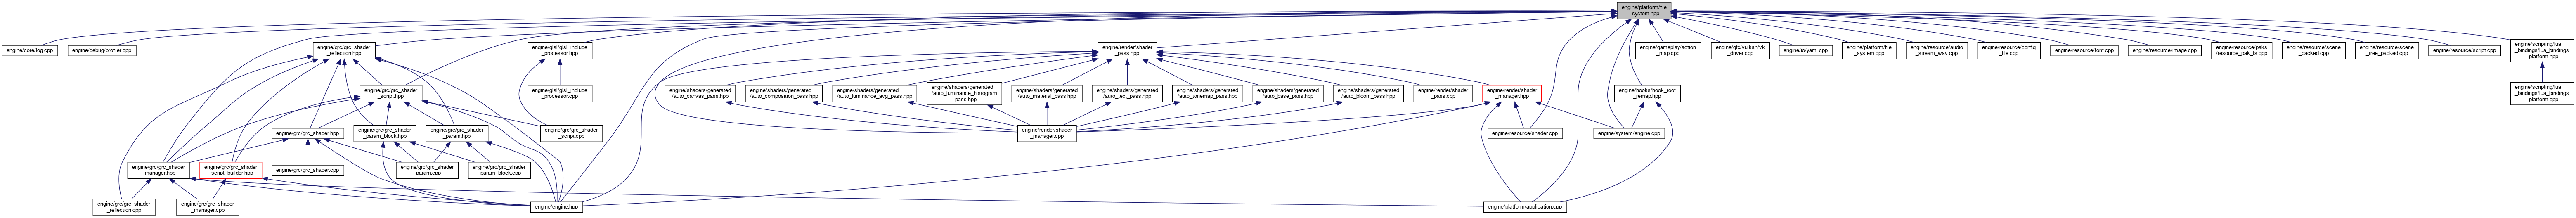 engine/platform/file
_system.hpp
engine/core/log.cpp
engine/debug/profiler.cpp
engine/grc/grc_shader
_reflection.hpp
engine/glsl/glsl_include
_processor.hpp
engine/render/shader
_pass.hpp
engine/gameplay/action
_map.cpp
engine/gfx/vulkan/vk
_driver.cpp
engine/io/yaml.cpp
engine/platform/file
_system.cpp
engine/resource/audio
_stream_wav.cpp
engine/resource/config
_file.cpp
engine/resource/font.cpp
engine/resource/image.cpp
engine/resource/paks
/resource_pak_fs.cpp
engine/resource/scene
_packed.cpp
engine/resource/scene
_tree_packed.cpp
engine/resource/script.cpp
engine/scripting/lua
_bindings/lua_bindings
_platform.hpp
engine/grc/grc_shader
_script.hpp
engine/glsl/glsl_include
_processor.cpp
engine/shaders/generated
/auto_canvas_pass.hpp
engine/shaders/generated
/auto_composition_pass.hpp
engine/shaders/generated
/auto_luminance_avg_pass.hpp
engine/shaders/generated
/auto_luminance_histogram
_pass.hpp
engine/shaders/generated
/auto_material_pass.hpp
engine/shaders/generated
/auto_text_pass.hpp
engine/shaders/generated
/auto_tonemap_pass.hpp
engine/shaders/generated
/auto_base_pass.hpp
engine/shaders/generated
/auto_bloom_pass.hpp
engine/render/shader
_pass.cpp
engine/render/shader
_manager.hpp
engine/hooks/hook_root
_remap.hpp
engine/scripting/lua
_bindings/lua_bindings
_platform.cpp
engine/grc/grc_shader.hpp
engine/grc/grc_shader
_param_block.hpp
engine/grc/grc_shader
_param.hpp
engine/grc/grc_shader
_script.cpp
engine/render/shader
_manager.cpp
engine/resource/shader.cpp
engine/system/engine.cpp
engine/grc/grc_shader
_manager.hpp
engine/grc/grc_shader
_script_builder.hpp
engine/grc/grc_shader.cpp
engine/grc/grc_shader
_param.cpp
engine/grc/grc_shader
_param_block.cpp
engine/grc/grc_shader
_reflection.cpp
engine/grc/grc_shader
_manager.cpp
engine/engine.hpp
engine/platform/application.cpp